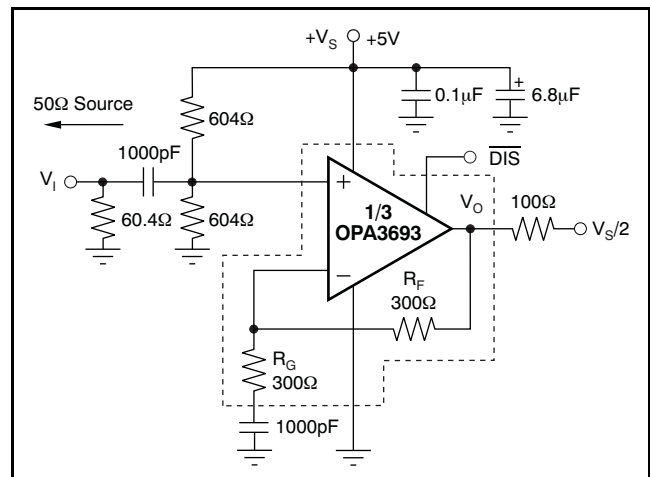 +V_S +5V
50Ω Source
604Ω
0.1µF
+
6.8µF
1000pF
DIS
V_I
+
1/3
OPA3693
V_O
100Ω
60.4Ω
604Ω
V_S/2
−
R_F
300Ω
R_G
300Ω
1000pF